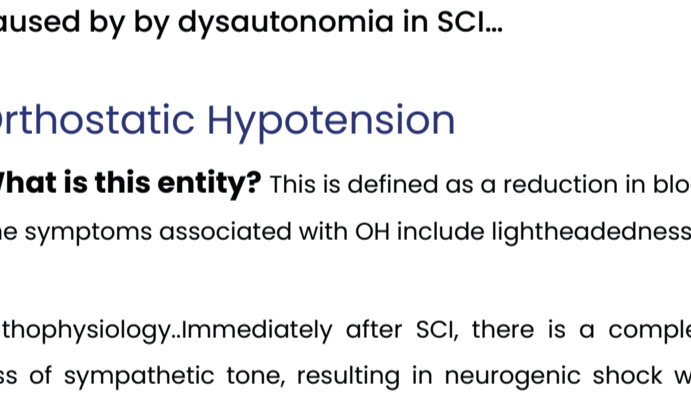 aused by by dysautonomia in SCI...
rthostatic Hypotension
hat is this entity? This is defined as a reduction in blo
e symptoms associated with OH include lightheadedness
thophysiology..Immediately after SCI, there is a comple
ss of sympathetic tone, resulting in neurogenic shock w